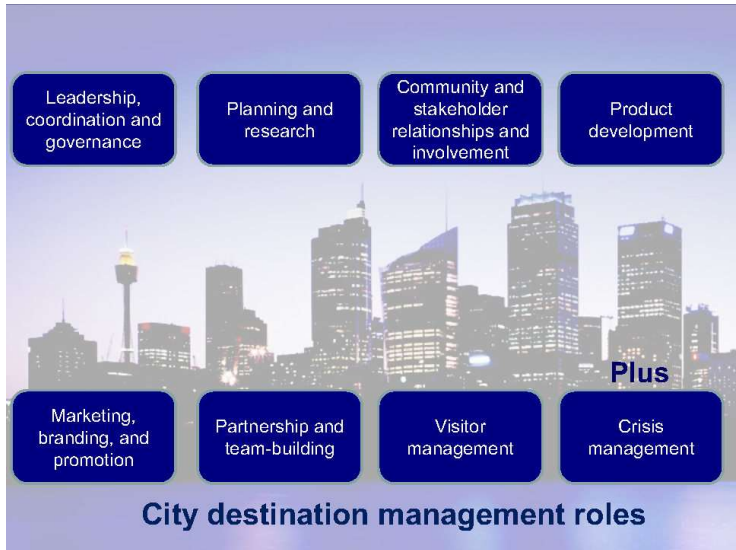 Leadership,
coordination and
governance
Planning and
research
Community and
stakeholder
relationships and
involvement
Product
development
Plus
Marketing,
branding, and
promotion
Partnership and
team-building
Visitor
management
Crisis
management
City destination management roles